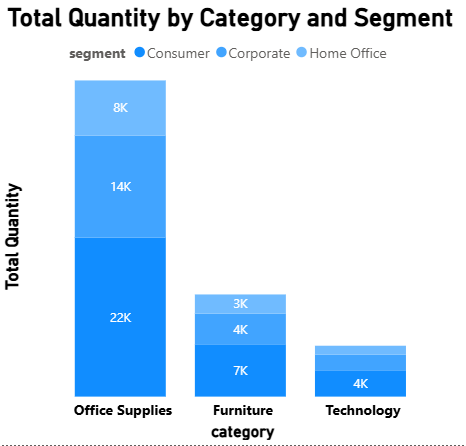 Total Quantity by Category and Segment
segment Consumer Corporate Home Office
Total Quantity
8K
14K
22K
3K
4K
7K
4K
Office Supplies Furniture Technology
category